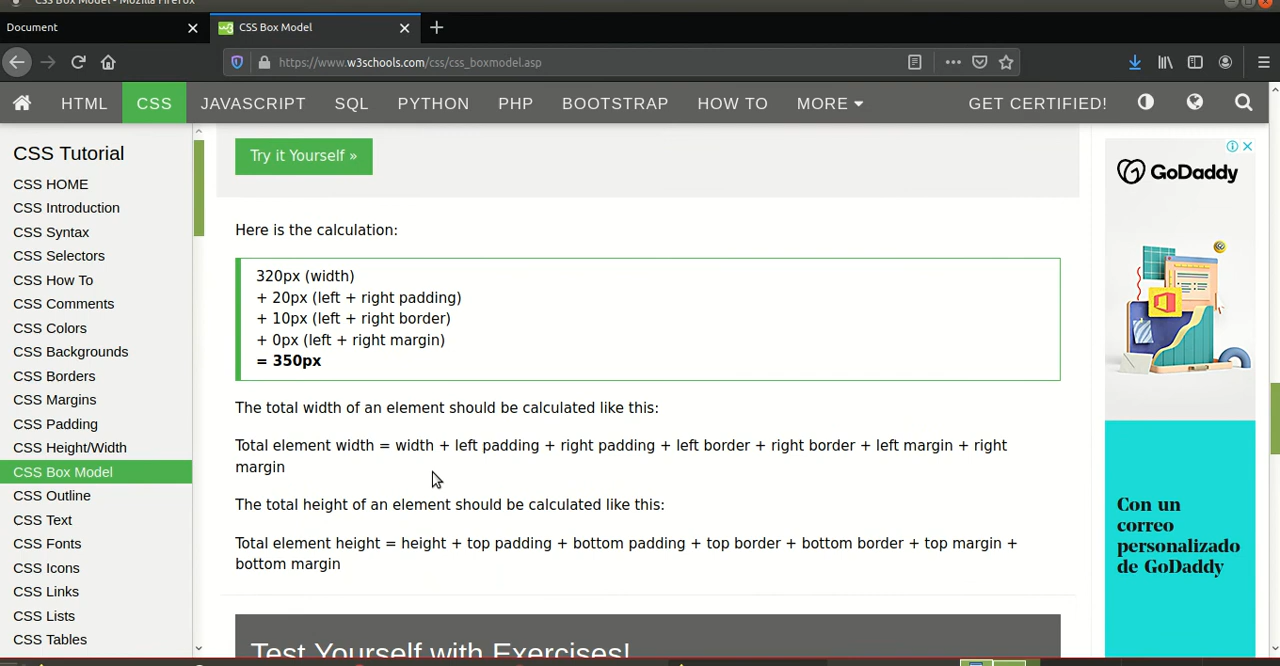 CSS Box Model - Mozilla Firefox
Document
CSS Box Model
https://www.w3schools.com/css/css_boxmodel.asp
HTML CSS JAVASCRIPT SQL PYTHON PHP BOOTSTRAP HOW TO MORE GET CERTIFIED!
CSS Tutorial
CSS HOME
CSS Introduction
CSS Syntax
CSS Selectors
CSS How To
CSS Comments
CSS Colors
CSS Backgrounds
CSS Borders
CSS Margins
CSS Padding
CSS Height/Width
CSS Box Model
CSS Outline
CSS Text
CSS Fonts
CSS Icons
CSS Links
CSS Lists
CSS Tables
Try it Yourself »
Here is the calculation:
320px (width)
+ 20px (left + right padding)
+ 10px (left + right border)
+ 0px (left + right margin)
= 350px
The total width of an element should be calculated like this:
Total element width = width + left padding + right padding + left border + right border + left margin + right
margin
The total height of an element should be calculated like this:
Total element height = height + top padding + bottom padding + top border + bottom border + top margin +
bottom margin
Test Yourself with Exercises!
GoDaddy
Con un
correo
personalizado
de GoDaddy